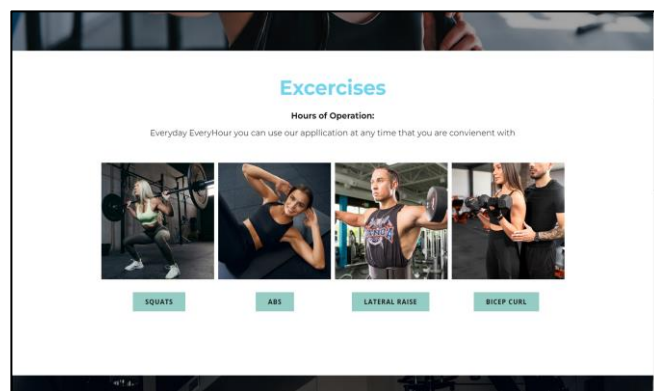 Excercises
Hours of Operation:
Everyday EveryHour you can use our appllication at any time that you are convienent with
SQUATS
ABS
LATERAL RAISE
BICEP CURL